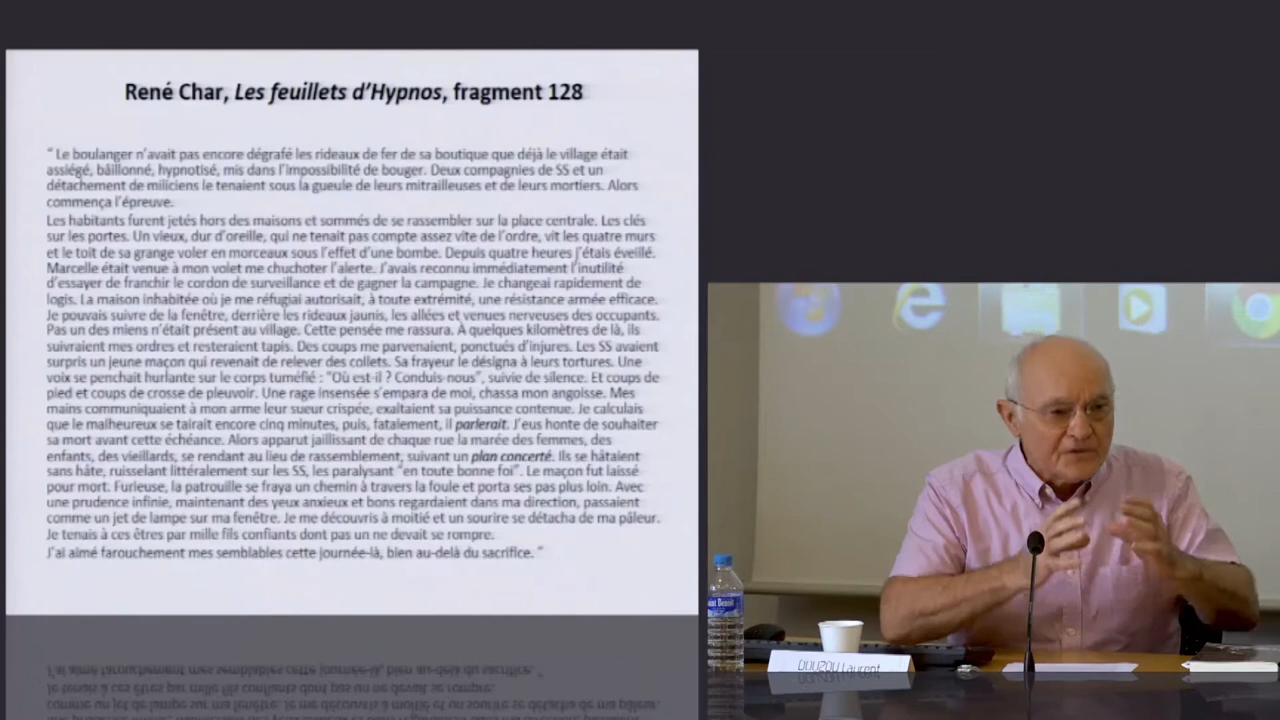 René Char, Les feuillets d'Hypnos, fragment 128
" Le boulanger n'avait pas encore dégrafé les rideaux de fer de sa boutique que déjà le village était
assiégé, bâillonné, hypnotisé, mis dans l'impossibilité de bouger. Deux compagnies de SS et un
détachement de miliciens le tenaient sous la gueule de leurs mitrailleuses et de leurs mortiers. Alors
commença l'épreuve.
Les habitants furent jetés hors des maisons et sommés de se rassembler sur la place centrale. Les clés
sur les portes. Un vieux, dur d'oreille, qui ne tenait pas compte assez vite de l'ordre, vit les quatre murs
et le toit de sa grange voler en morceaux sous l'effet d'une bombe. Depuis quatre heures j'étais éveillé.
Marcelle était venue à mon volet me chuchoter l'alerte. J'avais reconnu immédiatement l'inutilité
d'essayer de franchir le cordon de surveillance et de gagner la campagne. Je changeai rapidement de
logis. La maison inhabitée où je me réfugiai autorisait, à toute extrémité, une résistance armée efficace.
Je pouvais suivre de la fenêtre, derrière les rideaux jaunis, les allées et venues nerveuses des occupants.
Pas un des miens n'était présent au village. Cette pensée me rassura. A quelques kilomètres de là, ils
suivraient mes ordres et resteraient tapis. Des coups me parvenaient, ponctués d'injures. Les SS avaient
surpris un jeune maçon qui revenait de relever des collets. Sa frayeur le désigna à leurs tortures. Une
voix se penchait hurlante sur le corps tuméfié : "Où est-il ? Conduis-nous", suivie de silence. Et coups de
pied et coups de crosse de pleuvoir. Une rage insensée s'empara de moi, chassa mon angoisse. Mes
mains communiquaient à mon arme leur sueur crispée, exaltaient sa puissance contenue. Je calculais
que le malheureux se tairait encore cinq minutes, puis, fatalement, il parlerait. J'eus honte de souhaiter
sa mort avant cette échéance. Alors apparut jaillissant de chaque rue la marée des femmes, des
enfants, des vieillards, se rendant au lieu de rassemblement, suivant un plan concerté. Ils se hâtaient
sans hâte, ruisselant littéralement sur les SS, les paralysant "en toute bonne foi". Le maçon fut laissé
pour mort. Furieuse, la patrouille se fraya un chemin à travers la foule et porta ses pas plus loin. Avec
une prudence infinie, maintenant des yeux anxieux et bons regardaient dans ma direction, passaient
comme un jet de lampe sur ma fenêtre. Je me découvris à moitié et un sourire se détacha de ma pâleur.
Je tenais à ces êtres par mille fils confiants dont pas un ne devait se rompre.
J'ai aimé farouchement mes semblables cette journée-là, bien au-delà du sacrifice. "
DOUZOU Laurent